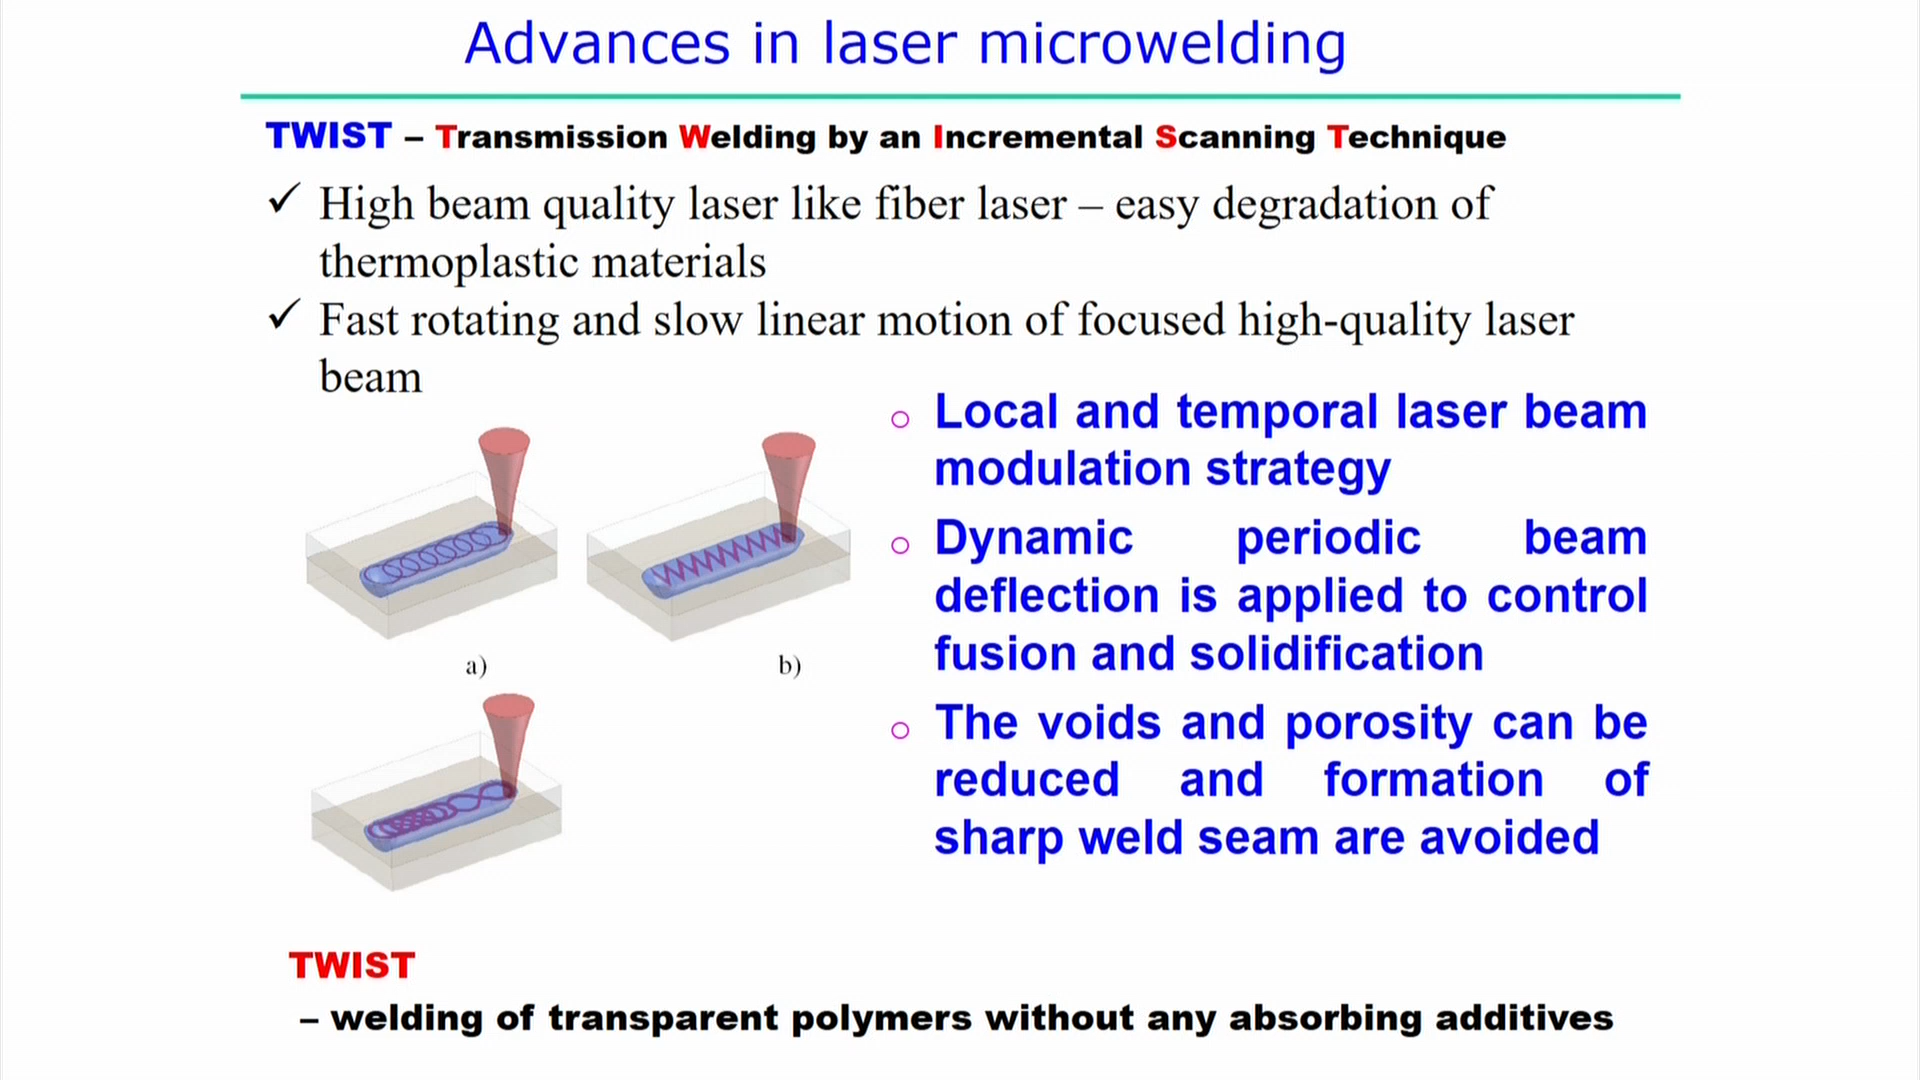 Advances in laser microwelding
TWIST – Transmission Welding by an Incremental Scanning Technique
✓ High beam quality laser like fiber laser – easy degradation of
thermoplastic materials
✓ Fast rotating and slow linear motion of focused high-quality laser
beam
a)
b)
○ Local and temporal laser beam
modulation strategy
○ Dynamic periodic beam
deflection is applied to control
fusion and solidification
○ The voids and porosity can be
reduced and formation of
sharp weld seam are avoided
TWIST
– welding of transparent polymers without any absorbing additives